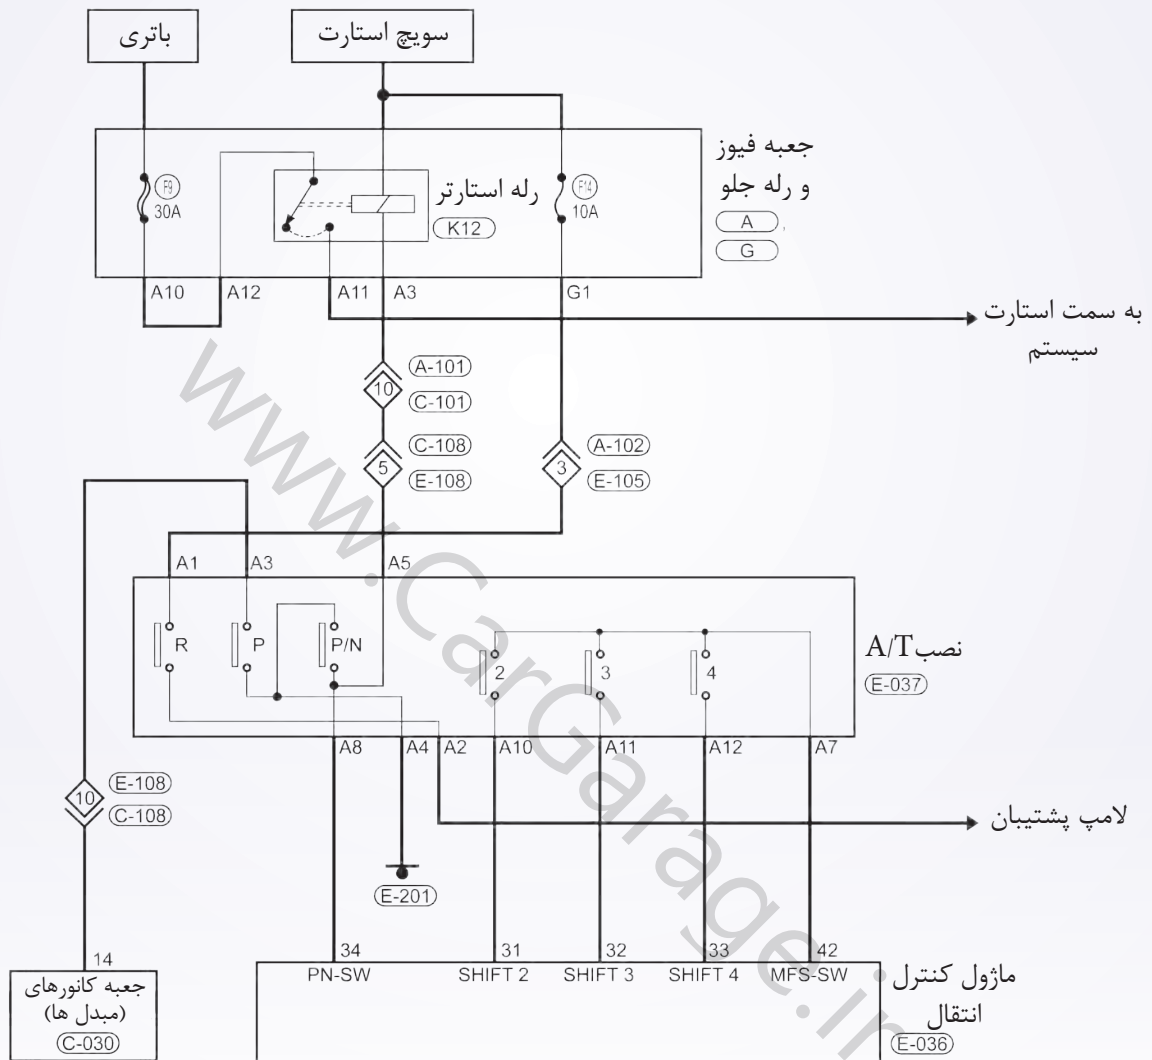 باتری
سویچ استارت
جعبه فیوز
و رله جلو
A
G
F9
30A
رله استارتر
K12
F14
10A
A10
A12
A11
A3
G1
به سمت استارت
سیستم
10
A-101
C-101
5
C-108
E-108
3
A-102
E-105
A1
A3
A5
R
P
P/N
2
3
4
نصب A/T
E-037
A8
A4
A2
A10
A11
A12
A7
10
E-108
C-108
لامپ پشتیبان
E-201
14
جعبه کانورهای
(مبدل ها)
C-030
34
31
32
33
42
PN-SW
SHIFT 2
SHIFT 3
SHIFT 4
MFS-SW
ماژول کنترل
انتقال
E-036
www.CarGarage.ir